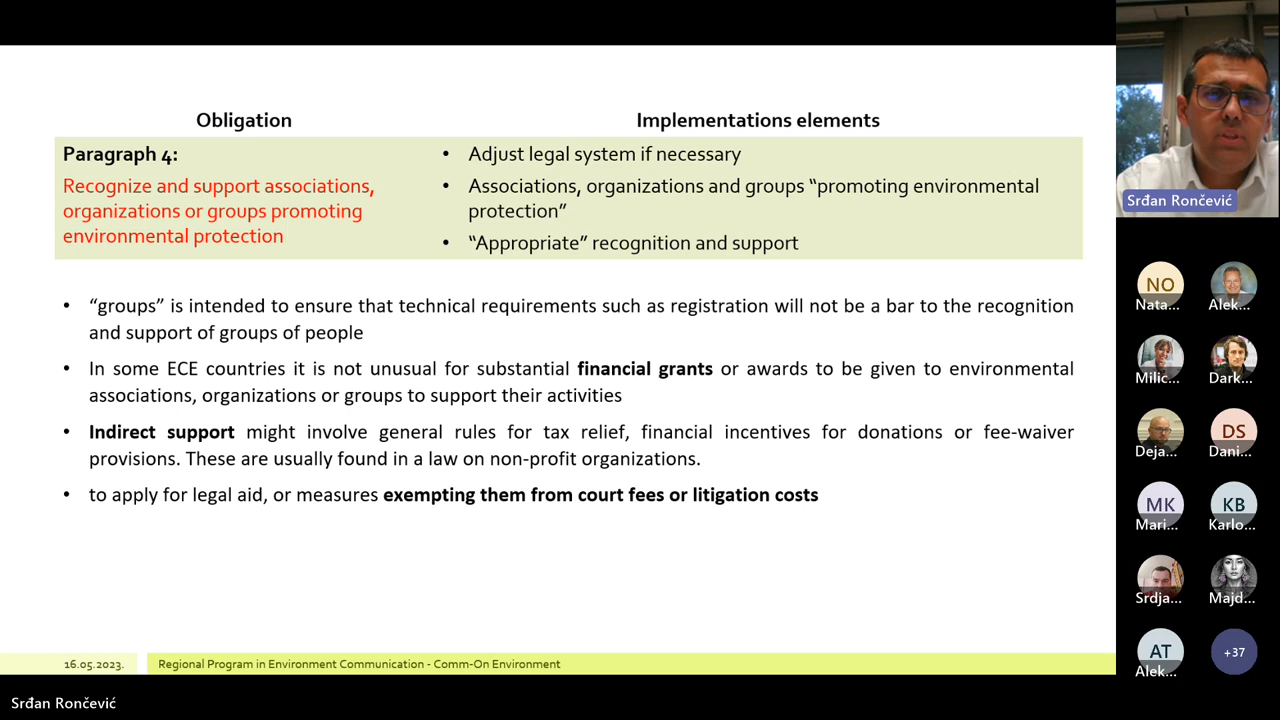 Obligation
Implementations elements
Paragraph 4:
Recognize and support associations,
organizations or groups promoting
environmental protection
• Adjust legal system if necessary
• Associations, organizations and groups “promoting environmental
protection”
• “Appropriate” recognition and support
• “groups” is intended to ensure that technical requirements such as registration will not be a bar to the recognition
and support of groups of people
• In some ECE countries it is not unusual for substantial financial grants or awards to be given to environmental
associations, organizations or groups to support their activities
• Indirect support might involve general rules for tax relief, financial incentives for donations or fee-waiver
provisions. These are usually found in a law on non-profit organizations.
• to apply for legal aid, or measures exempting them from court fees or litigation costs
16.05.2023.
Regional Program in Environment Communication - Comm-On Environment
Srđan Rončević
Srđan Rončević
NO
Nata...
Alek...
Milic...
Dark...
Deja...
DS
Dani...
MK
Mari...
KB
Karlo...
Srdja...
Majd...
AT
Alek...
+37